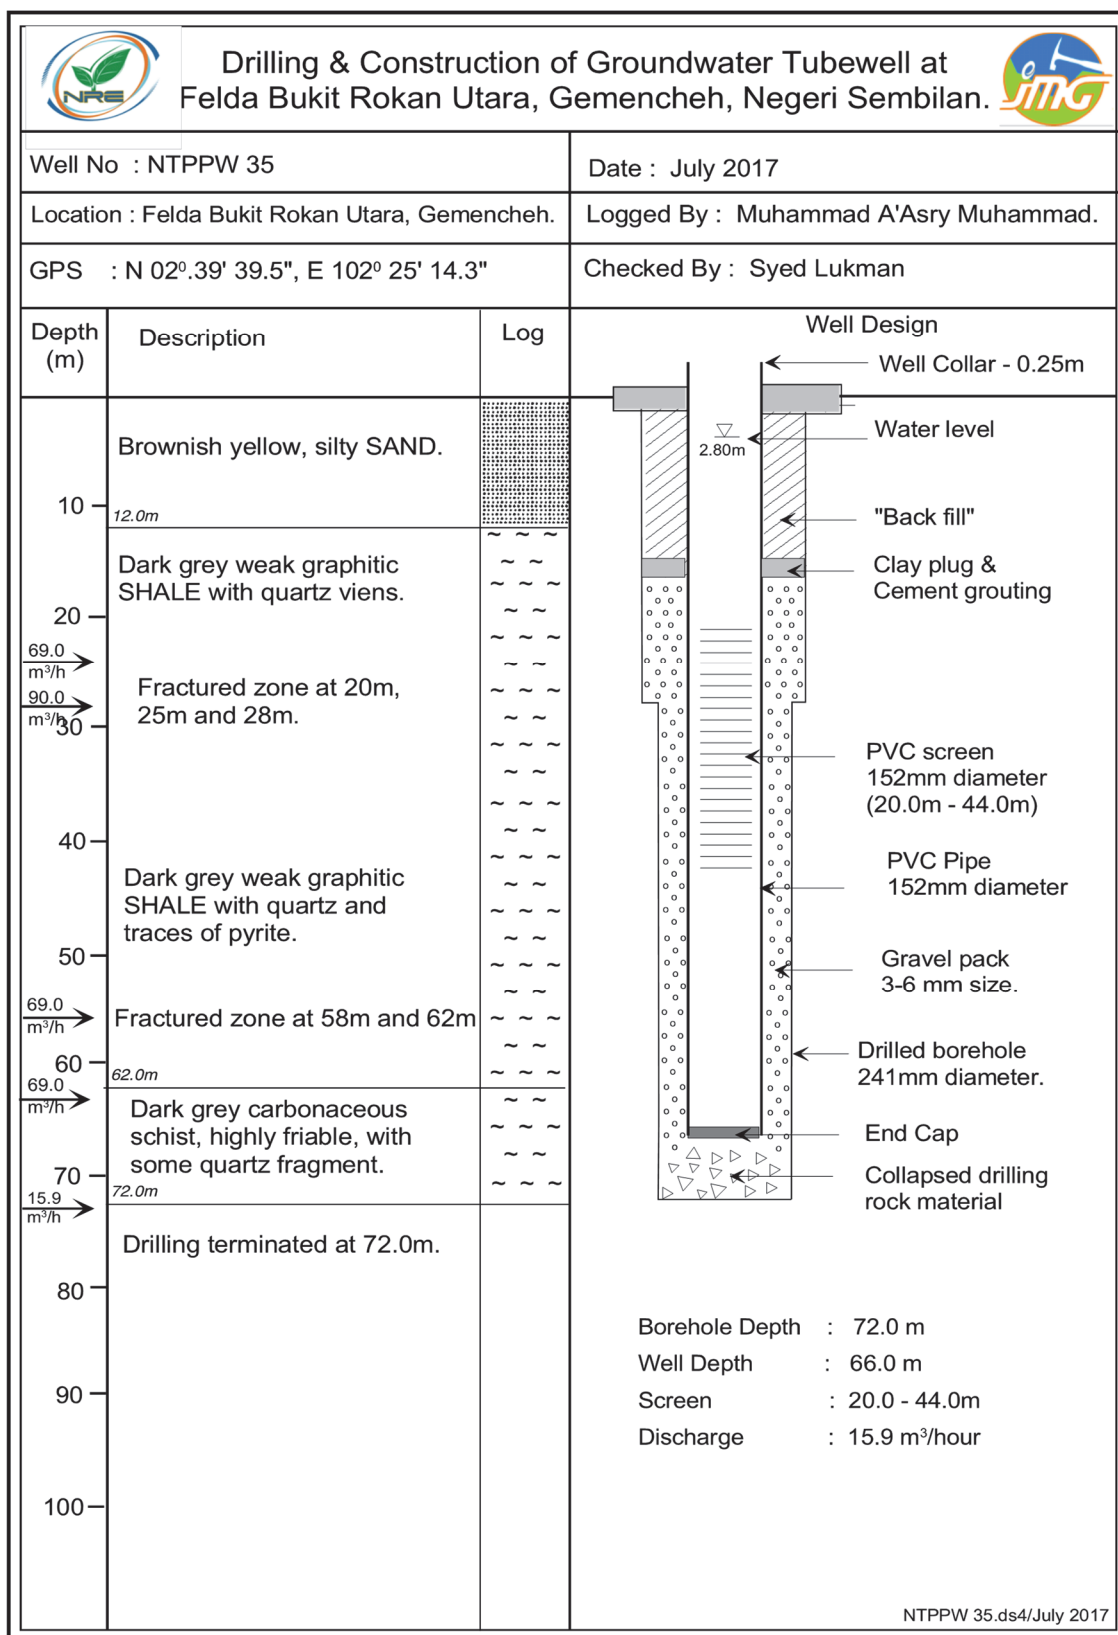 NRE
Drilling & Construction of Groundwater Tubewell at
Felda Bukit Rokan Utara, Gemencheh, Negeri Sembilan.
JMG
Well No : NTPPW 35
Date : July 2017
Location : Felda Bukit Rokan Utara, Gemencheh.
Logged By : Muhammad A'Asry Muhammad.
GPS : N 02⁰.39' 39.5", E 102⁰ 25' 14.3"
Checked By : Syed Lukman
Depth
(m)
Description
Log
Brownish yellow, silty SAND.
10
12.0m
Dark grey weak graphitic
SHALE with quartz viens.
20
69.0
m³/h
90.0
m³/h
Fractured zone at 20m,
25m and 28m.
30
40
Dark grey weak graphitic
SHALE with quartz and
traces of pyrite.
50
69.0
m³/h
Fractured zone at 58m and 62m
60
62.0m
69.0
m³/h
Dark grey carbonaceous
schist, highly friable, with
some quartz fragment.
70
72.0m
15.9
m³/h
Drilling terminated at 72.0m.
80
90
100
Well Design
Well Collar - 0.25m
Water level
2.80m
"Back fill"
Clay plug &
Cement grouting
PVC screen
152mm diameter
(20.0m - 44.0m)
PVC Pipe
152mm diameter
Gravel pack
3-6 mm size.
Drilled borehole
241mm diameter.
End Cap
Collapsed drilling
rock material
Borehole Depth : 72.0 m
Well Depth : 66.0 m
Screen : 20.0 - 44.0m
Discharge : 15.9 m³/hour
NTPPW 35.ds4/July 2017